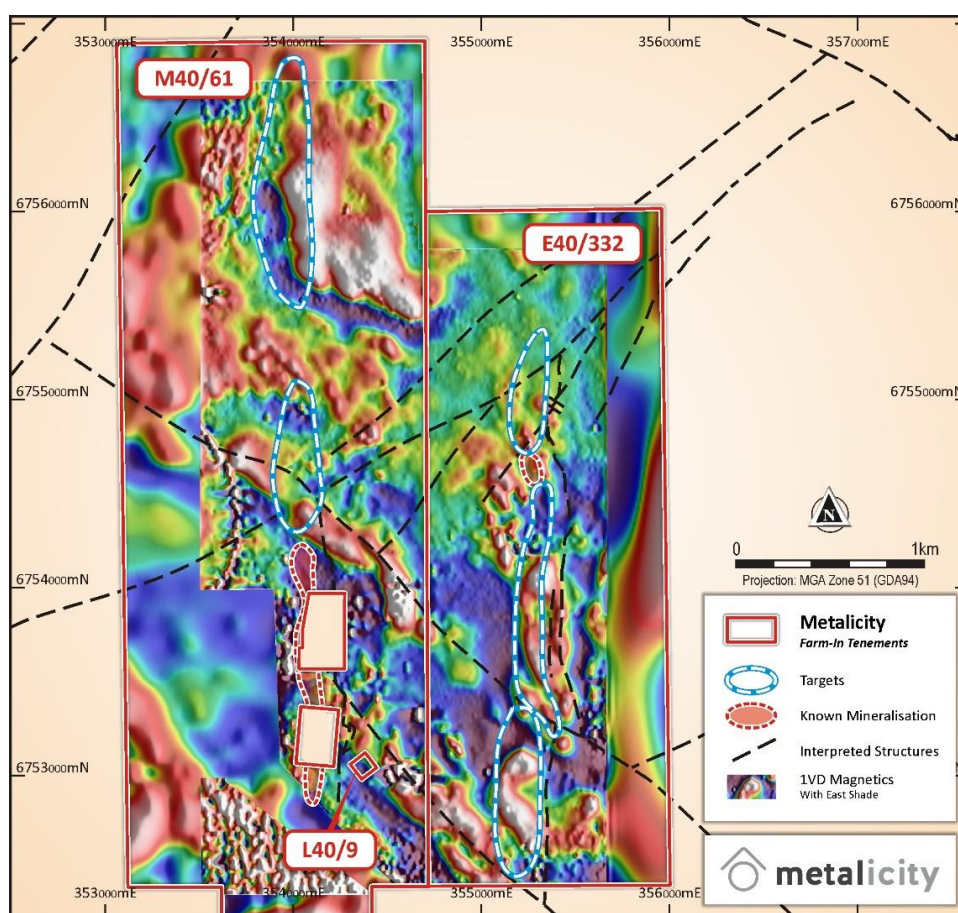 353000mE
354000mE
355000mE
356000mE
357000mE
M40/61
6756000mN
6756000mN
E40/332
6755000mN
6755000mN
6754000mN
6754000mN
N
0 1km
Projection: MGA Zone 51 (GDA94)
Metalicity
Farm-In Tenements
Targets
Known Mineralisation
Interpreted Structures
1VD Magnetics
With East Shade
6753000mN
6753000mN
L40/9
metalicity
353000mE
354000mE
355000mE
356000mE